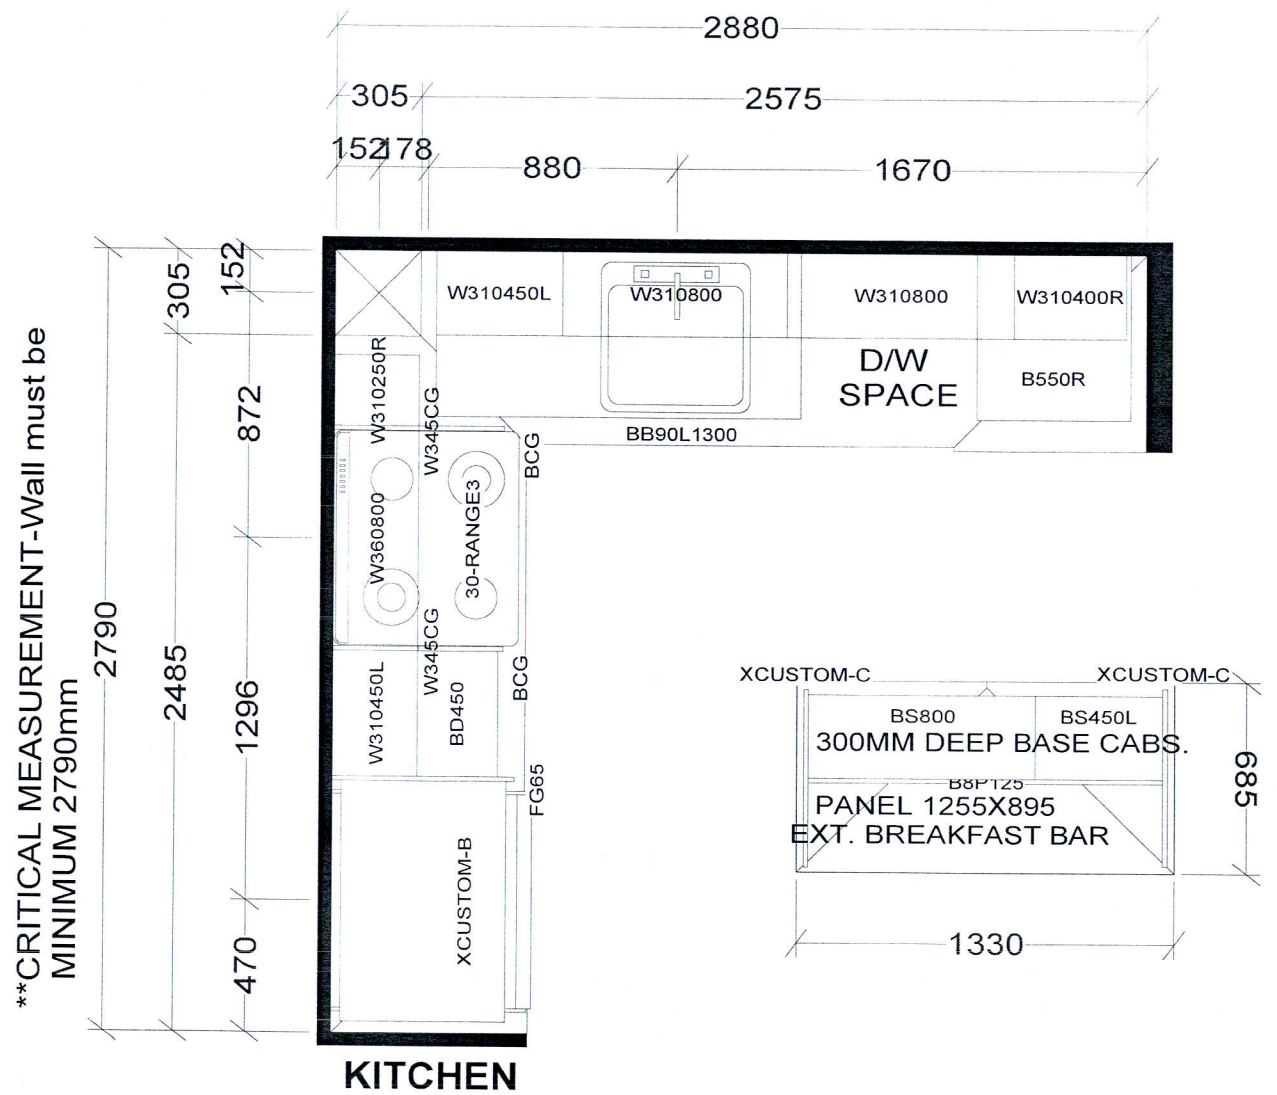 2880
305
2575
152
178
880
1670
152
305
872
2790
2485
1296
470
**CRITICAL MEASUREMENT-Wall must be
MINIMUM 2790mm
W310450L
W310800
W310800
W310400R
D/W
SPACE
B550R
BB90L1300
W310250R
W345CG
BCG
W360800
30-RANGE3
W345CG
BCG
W310450L
BD450
FG65
XCUSTOM-B
XCUSTOM-C
XCUSTOM-C
BS800
BS450L
300MM DEEP BASE CABS.
PANEL 1255X895
EXT. BREAKFAST BAR
685
1330
KITCHEN